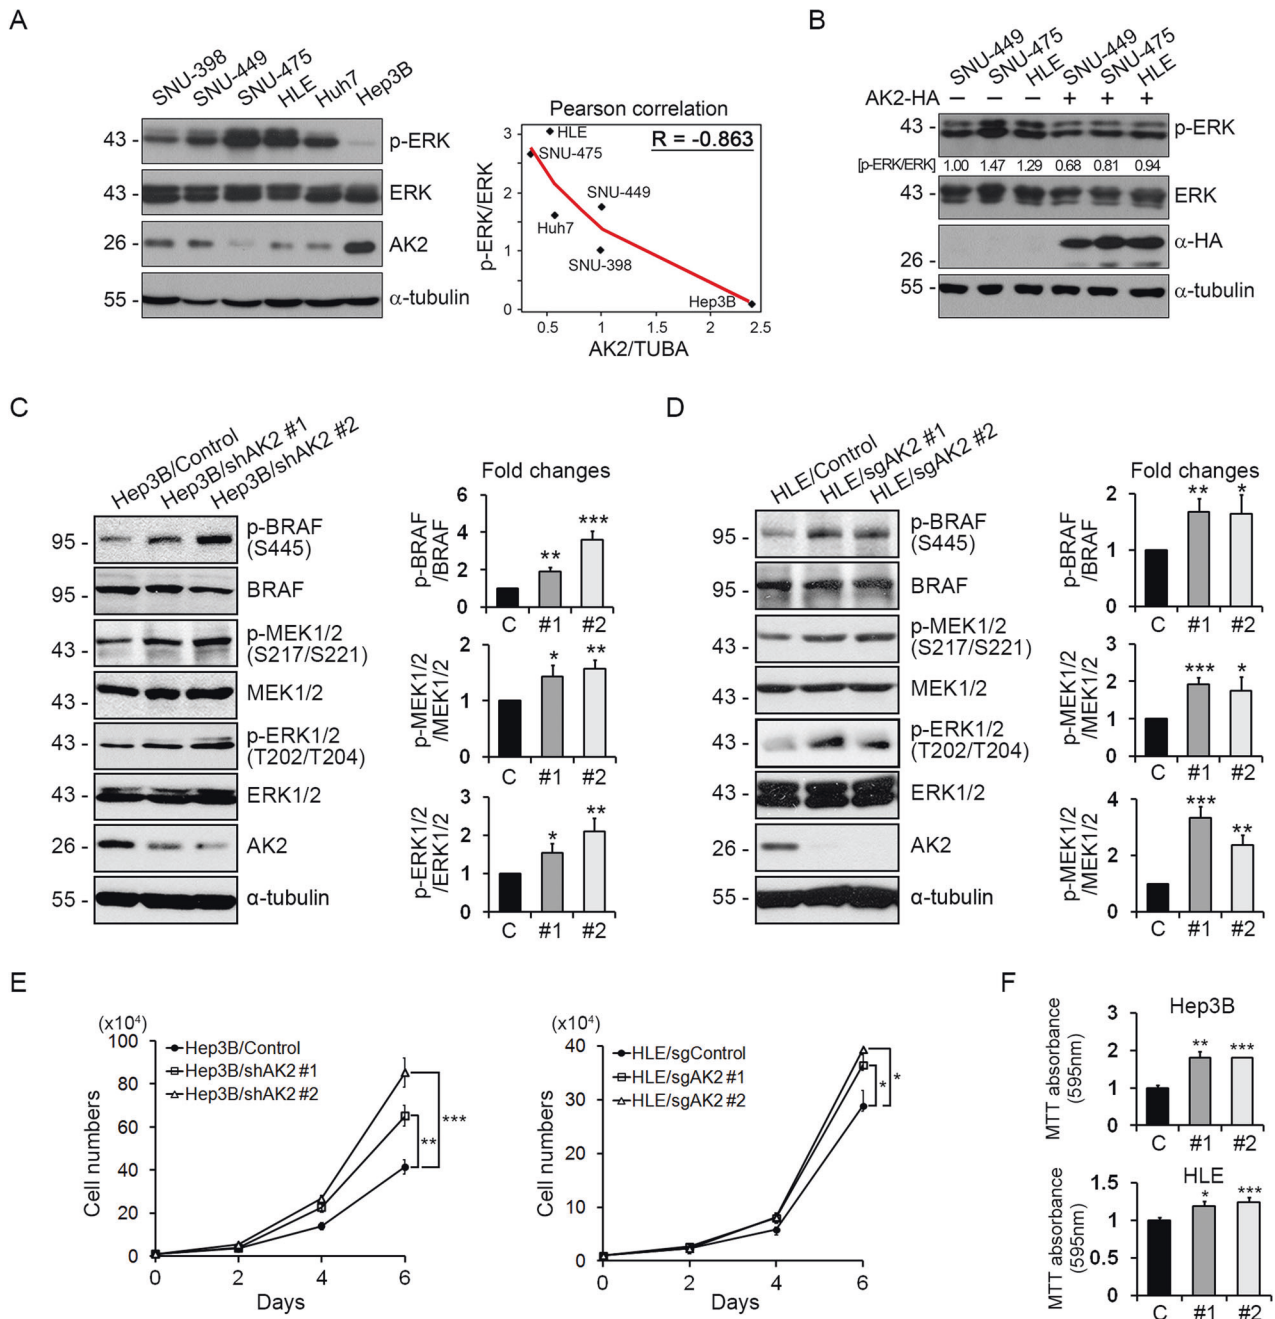 A
SNU-398
SNU-449
SNU-475
HLE
Huh7
Hep3B
43 -
p-ERK
43 -
ERK
26 -
AK2
55 -
α-tubulin
Pearson correlation
R = -0.863
p-ERK/ERK
3
2
1
0
HLE
SNU-475
SNU-449
Huh7
SNU-398
Hep3B
0.5 1 1.5 2 2.5
AK2/TUBA
B
SNU-449
SNU-475
HLE
SNU-449
SNU-475
HLE
AK2-HA − − − + + +
43 -
p-ERK
[p-ERK/ERK] 1.00 1.47 1.29 0.68 0.81 0.94
43 -
ERK
α-HA
26 -
55 -
α-tubulin
C
Hep3B/Control
Hep3B/shAK2 #1
Hep3B/shAK2 #2
95 -
p-BRAF
(S445)
95 -
BRAF
43 -
p-MEK1/2
(S217/S221)
43 -
MEK1/2
43 -
p-ERK1/2
(T202/T204)
43 -
ERK1/2
26 -
AK2
55 -
α-tubulin
Fold changes
p-BRAF
/BRAF
6
4
2
0
**
***
C #1 #2
p-MEK1/2
/MEK1/2
2
1
0
*
**
C #1 #2
p-ERK1/2
/ERK1/2
3
2
1
0
*
**
C #1 #2
D
HLE/Control
HLE/sgAK2 #1
HLE/sgAK2 #2
95 -
p-BRAF
(S445)
95 -
BRAF
43 -
p-MEK1/2
(S217/S221)
43 -
MEK1/2
43 -
p-ERK1/2
(T202/T204)
43 -
ERK1/2
26 -
AK2
55 -
α-tubulin
Fold changes
p-BRAF
/BRAF
2
1
0
**
*
C #1 #2
p-MEK1/2
/MEK1/2
3
2
1
0
***
*
C #1 #2
p-MEK1/2
/MEK1/2
4
2
0
***
**
C #1 #2
E
(x10⁴)
Cell numbers
100
80
60
40
20
0
Hep3B/Control
Hep3B/shAK2 #1
Hep3B/shAK2 #2
**
***
0 2 4 6
Days
(x10⁴)
Cell numbers
40
30
20
10
0
HLE/sgControl
HLE/sgAK2 #1
HLE/sgAK2 #2
*
*
0 2 4 6
Days
F
Hep3B
MTT absorbance
(595nm)
3
2
1
0
**
***
C #1 #2
HLE
MTT absorbance
(595nm)
1.5
1
0.5
0
*
***
C #1 #2